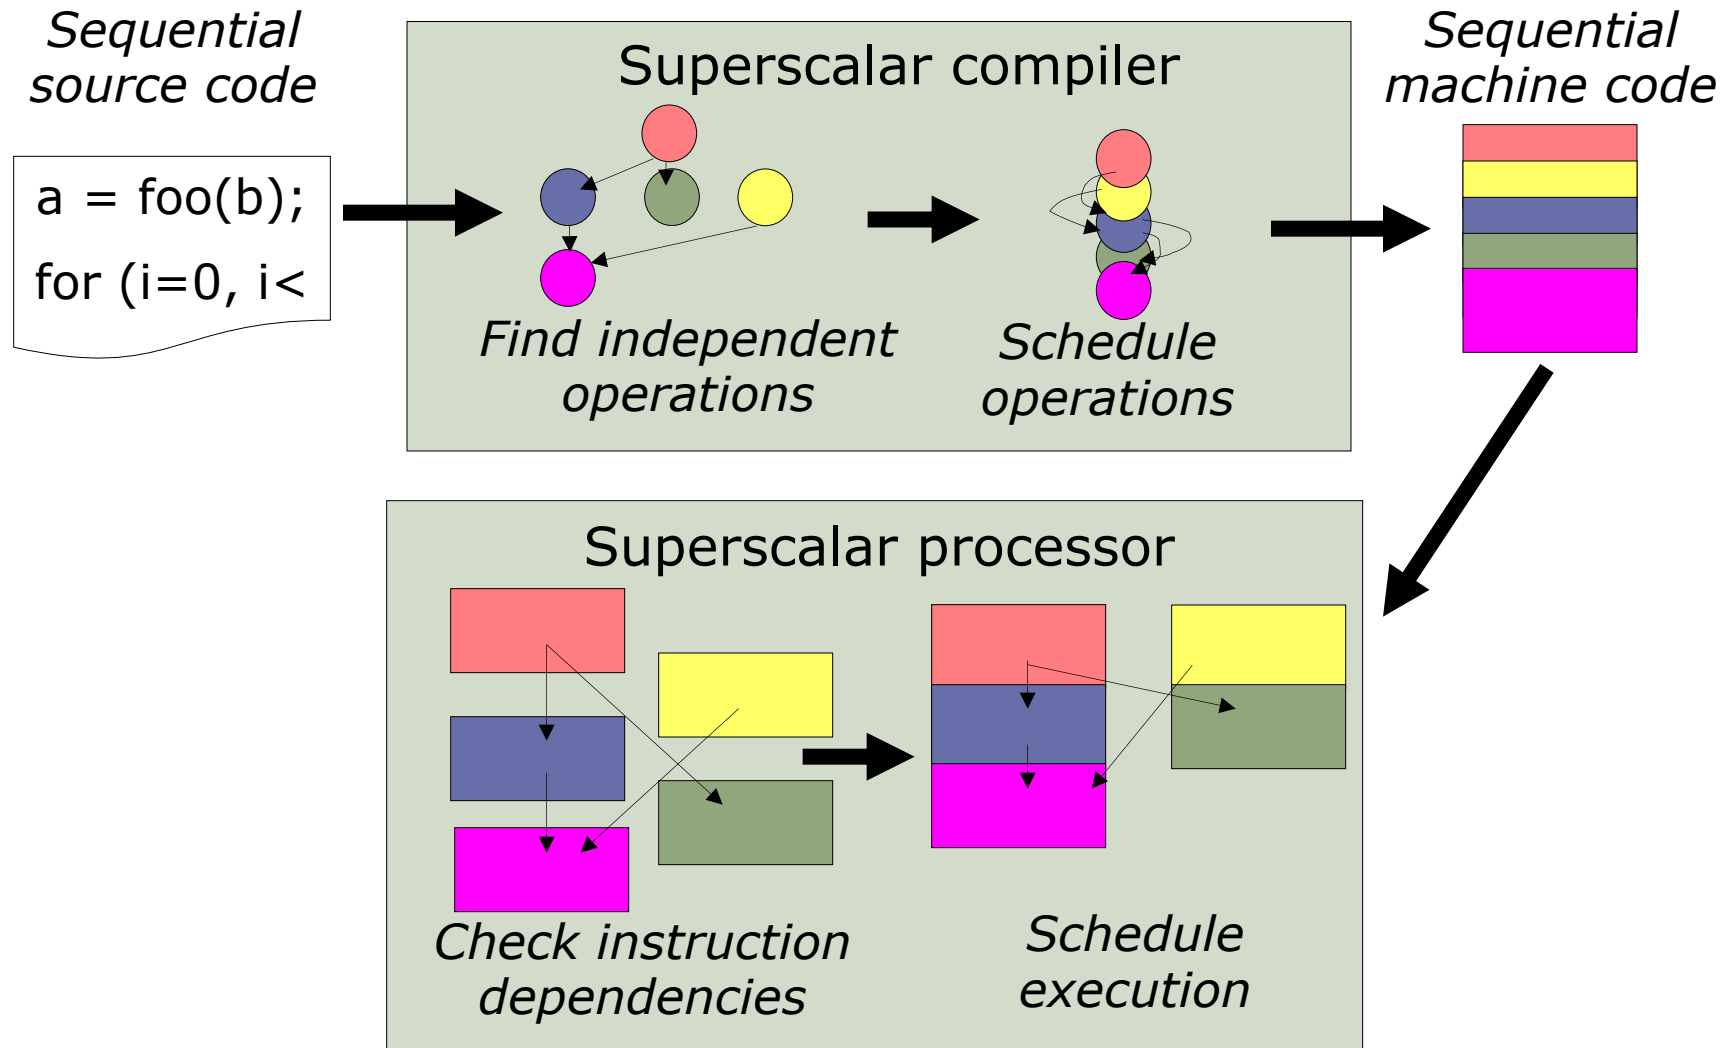 Sequential
source code
a = foo(b);
for (i=0, i<
Superscalar compiler
Find independent
operations
Schedule
operations
Sequential
machine code
Superscalar processor
Check instruction
dependencies
Schedule
execution